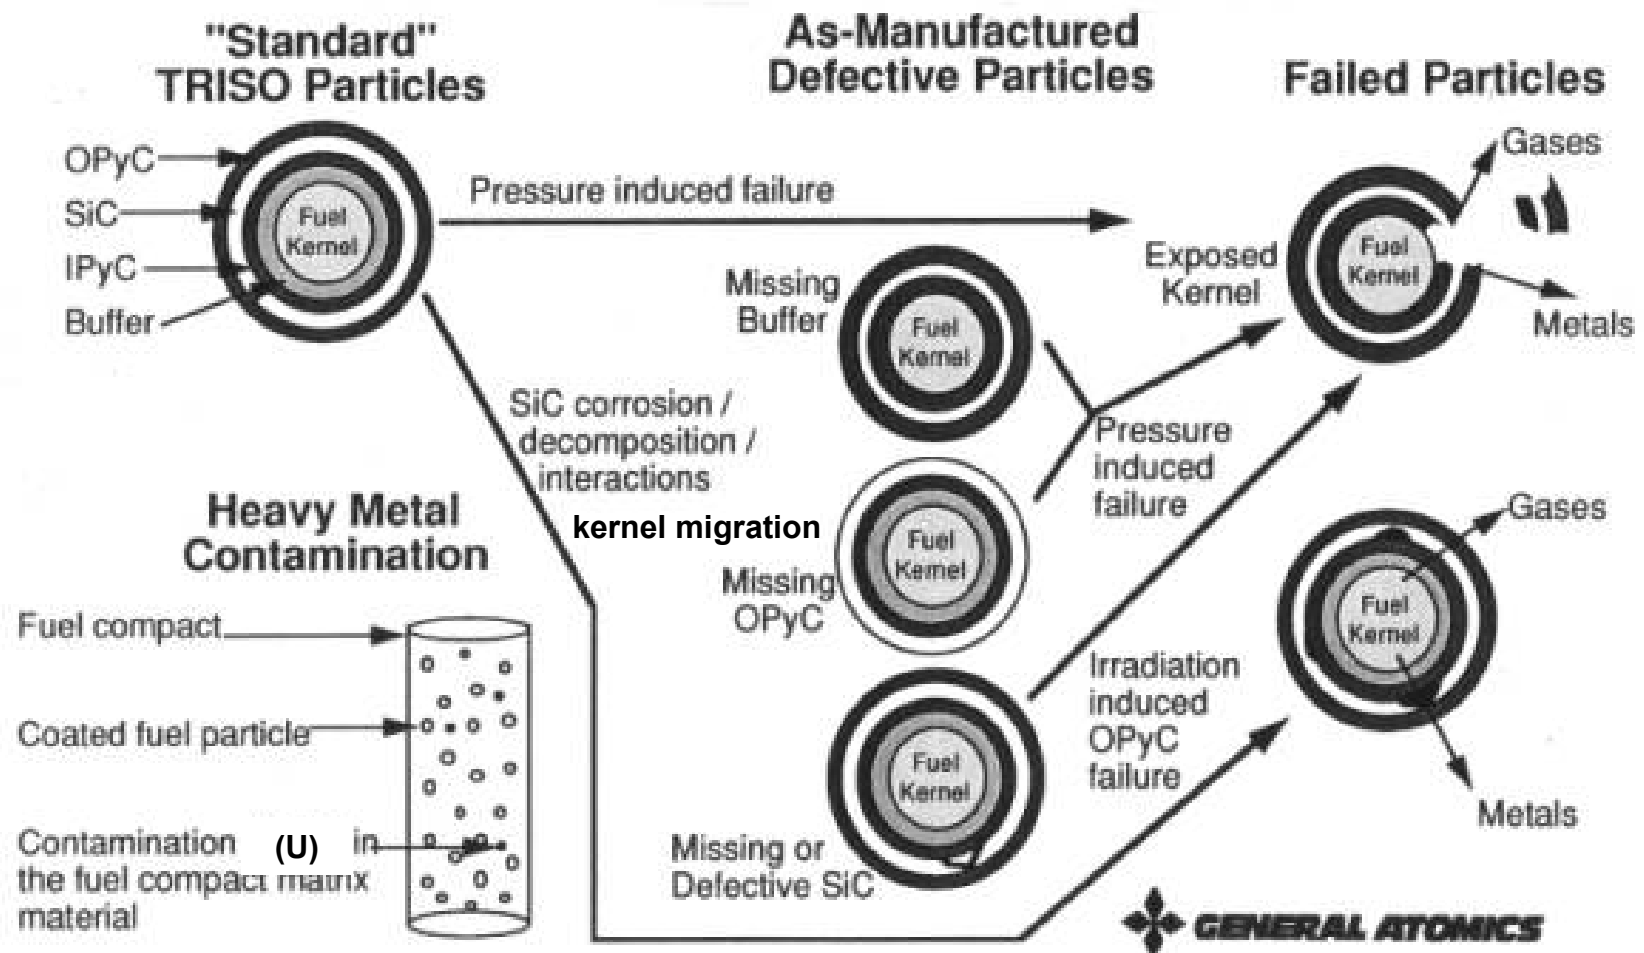 "Standard"
TRISO Particles
OPyC
SiC
IPyC
Buffer
Fuel
Kernel
Pressure induced failure
SiC corrosion /
decomposition /
interactions
kernel migration
Heavy Metal
Contamination
Fuel compact
Coated fuel particle
Contamination (U) in
the fuel compact matrix
material
As-Manufactured
Defective Particles
Missing
Buffer
Fuel
Kernel
Missing
OPyC
Fuel
Kernel
Missing or
Defective SiC
Fuel
Kernel
Pressure
induced
failure
Irradiation
induced
OPyC
failure
Failed Particles
Exposed
Kernel
Fuel
Kernel
Gases
Metals
Fuel
Kernel
Gases
Metals
GENERAL ATOMICS